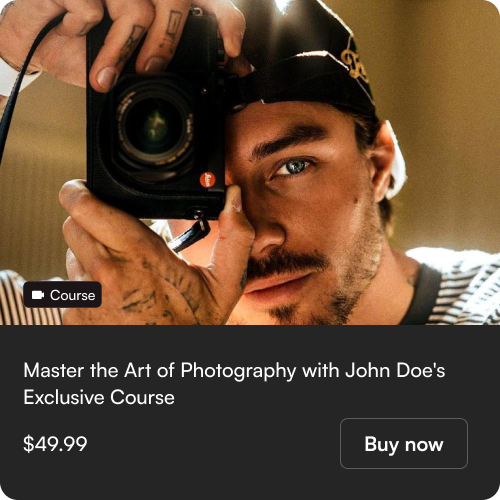 Course
Master the Art of Photography with John Doe's
Exclusive Course
$49.99
Buy now